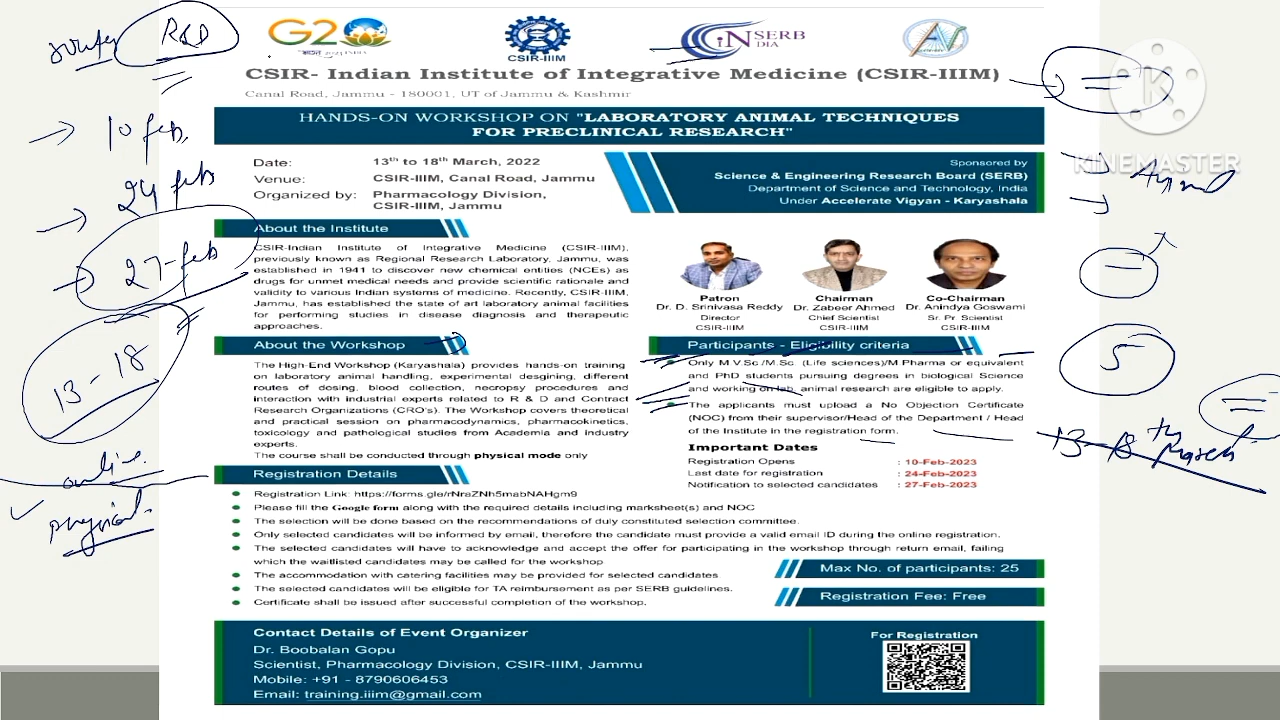 R&D
G20
भारत 2023 INDIA
CSIR-IIIM
iNSERB
DIA
CSIR- Indian Institute of Integrative Medicine (CSIR-IIIM)
Canal Road, Jammu - 180001, UT of Jammu & Kashmir
KINEMASTER
HANDS-ON WORKSHOP ON "LABORATORY ANIMAL TECHNIQUES
FOR PRECLINICAL RESEARCH"
Date: 13th to 18th March, 2022
Venue: CSIR-IIIM, Canal Road, Jammu
Organized by: Pharmacology Division,
CSIR-IIIM, Jammu
Sponsored by
Science & Engineering Research Board (SERB)
Department of Science and Technology, India
Under Accelerate Vigyan - Karyashala
→ 10 feb,
→ 24 feb
→ 27-feb
13-18
online
physical
About the Institute
CSIR-Indian Institute of Integrative Medicine (CSIR-IIIM),
previously known as Regional Research Laboratory, Jammu, was
established in 1941 to discover new chemical entities (NCEs) as
drugs for unmet medical needs and provide scientific rationale and
validity to various Indian systems of medicine. Recently, CSIR-IIIM,
Jammu, has established the state of art laboratory animal facilities
for performing studies in disease diagnosis and therapeutic
approaches.
Patron
Dr. D. Srinivasa Reddy
Director
CSIR-IIIM
Chairman
Dr. Zabeer Ahmed
Chief Scientist
CSIR-IIIM
Co-Chairman
Dr. Anindya Goswami
Sr. Pr. Scientist
CSIR-IIIM
About the Workshop
The High-End Workshop (Karyashala) provides hands-on training
on laboratory animal handling, experimental desgining, different
routes of dosing, blood collection, necropsy procedures and
interaction with industrial experts related to R & D and Contract
Research Organizations (CRO's). The Workshop covers theoretical
and practical session on pharmacodynamics, pharmacokinetics,
toxicology and pathological studies from Academia and industry
experts.
The course shall be conducted through physical mode only
Participants - Eligibility criteria
Only M.V.Sc /M.Sc (Life sciences)/M Pharma or equivalent
and PhD students pursuing degrees in biological Science
and working on lab. animal research are eligible to apply.
The applicants must upload a No Objection Certificate
(NOC) from their supervisor/Head of the Department / Head
of the Institute in the registration form.
5
13-18th March
Important Dates
Registration Opens : 10-Feb-2023
Last date for registration : 24-Feb-2023
Notification to selected candidates : 27-Feb-2023
Registration Details
Registration Link: https://forms.gle/rNraZNh5mabNAHgm9
Please fill the Google form along with the required details including marksheet(s) and NOC
The selection will be done based on the recommendations of duly constituted selection committee.
Only selected candidates will be informed by email, therefore the candidate must provide a valid email ID during the online registration.
The selected candidates will have to acknowledge and accept the offer for participating in the workshop through return email, failing
which the waitlisted candidates may be called for the workshop
The accommodation with catering facilities may be provided for selected candidates
The selected candidates will be eligible for TA reimbursement as per SERB guidelines.
Certificate shall be issued after successful completion of the workshop.
Max No. of participants: 25
Registration Fee: Free
Contact Details of Event Organizer
Dr. Boobalan Gopu
Scientist, Pharmacology Division, CSIR-IIIM, Jammu
Mobile: +91 - 8790606453
Email: training.iiim@gmail.com
For Registration